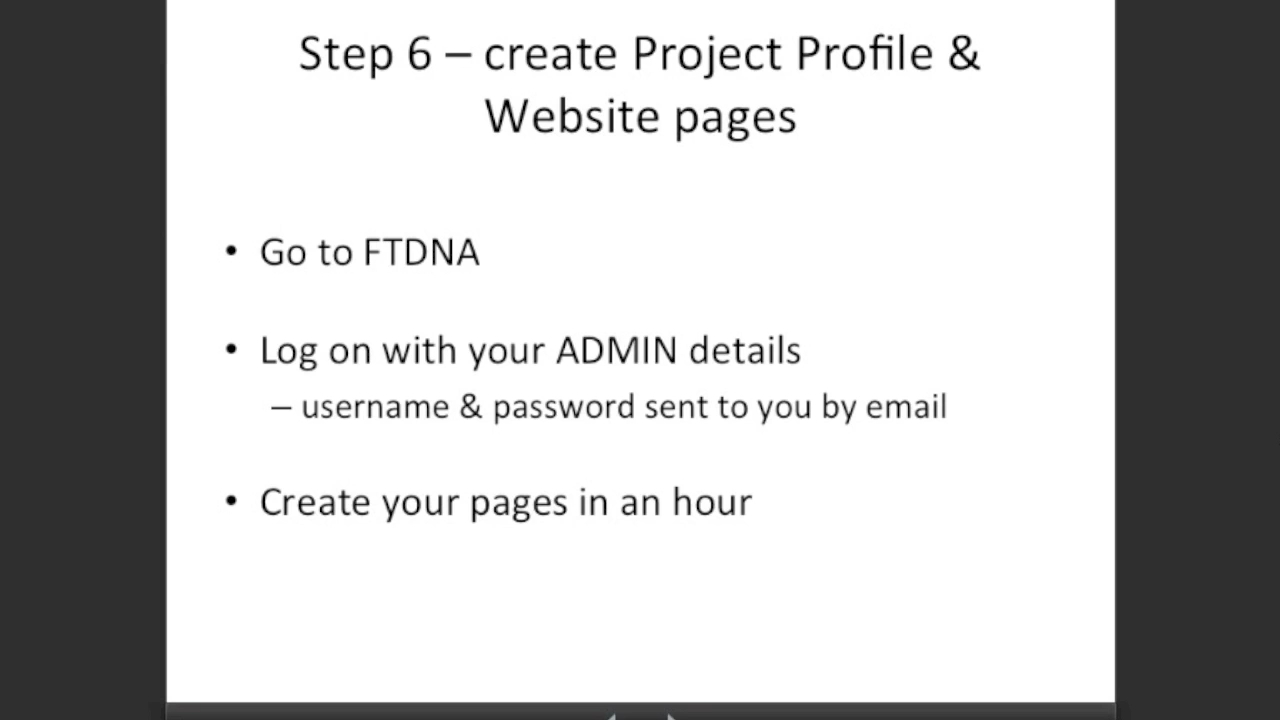 Step 6 – create Project Profile &
Website pages
• Go to FTDNA
• Log on with your ADMIN details
– username & password sent to you by email
• Create your pages in an hour